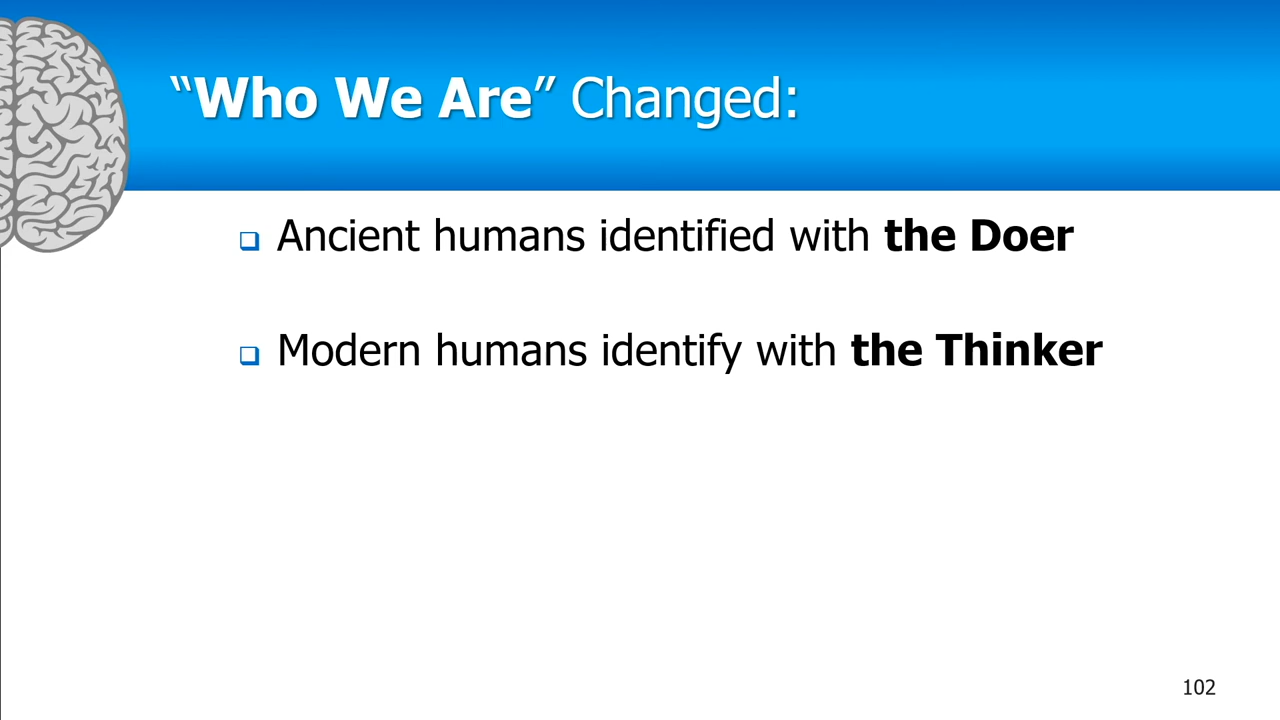 “Who We Are” Changed:
Ancient humans identified with the Doer
Modern humans identify with the Thinker
102